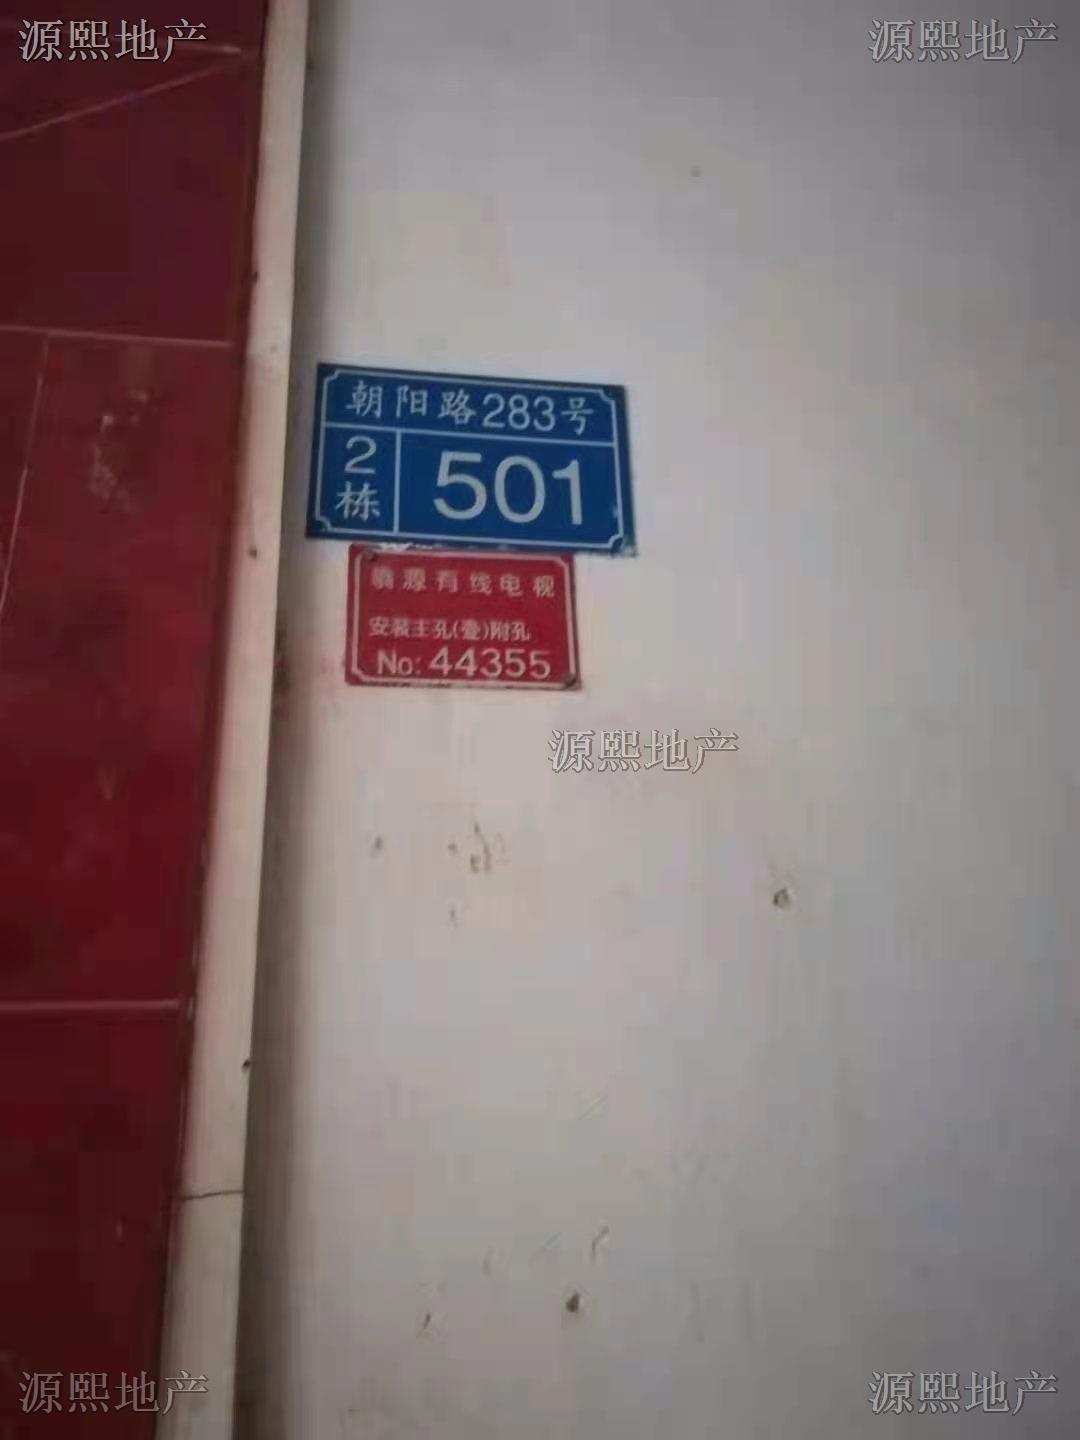 源熙地产
源熙地产
朝阳路283号
2栋
501
翁源有线电视
安装主孔(壹)附孔
No: 44355
源熙地产
源熙地产
源熙地产